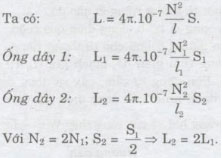 Ta có: L = 4π.10⁻⁷ N²/l S.
Ống dây 1: L₁ = 4π.10⁻⁷ N₁²/l₁ S₁
Ống dây 2: L₂ = 4π.10⁻⁷ N₂²/l₂ S₂
Với N₂ = 2N₁; S₂ = S₁/2 ⇒ L₂ = 2L₁.